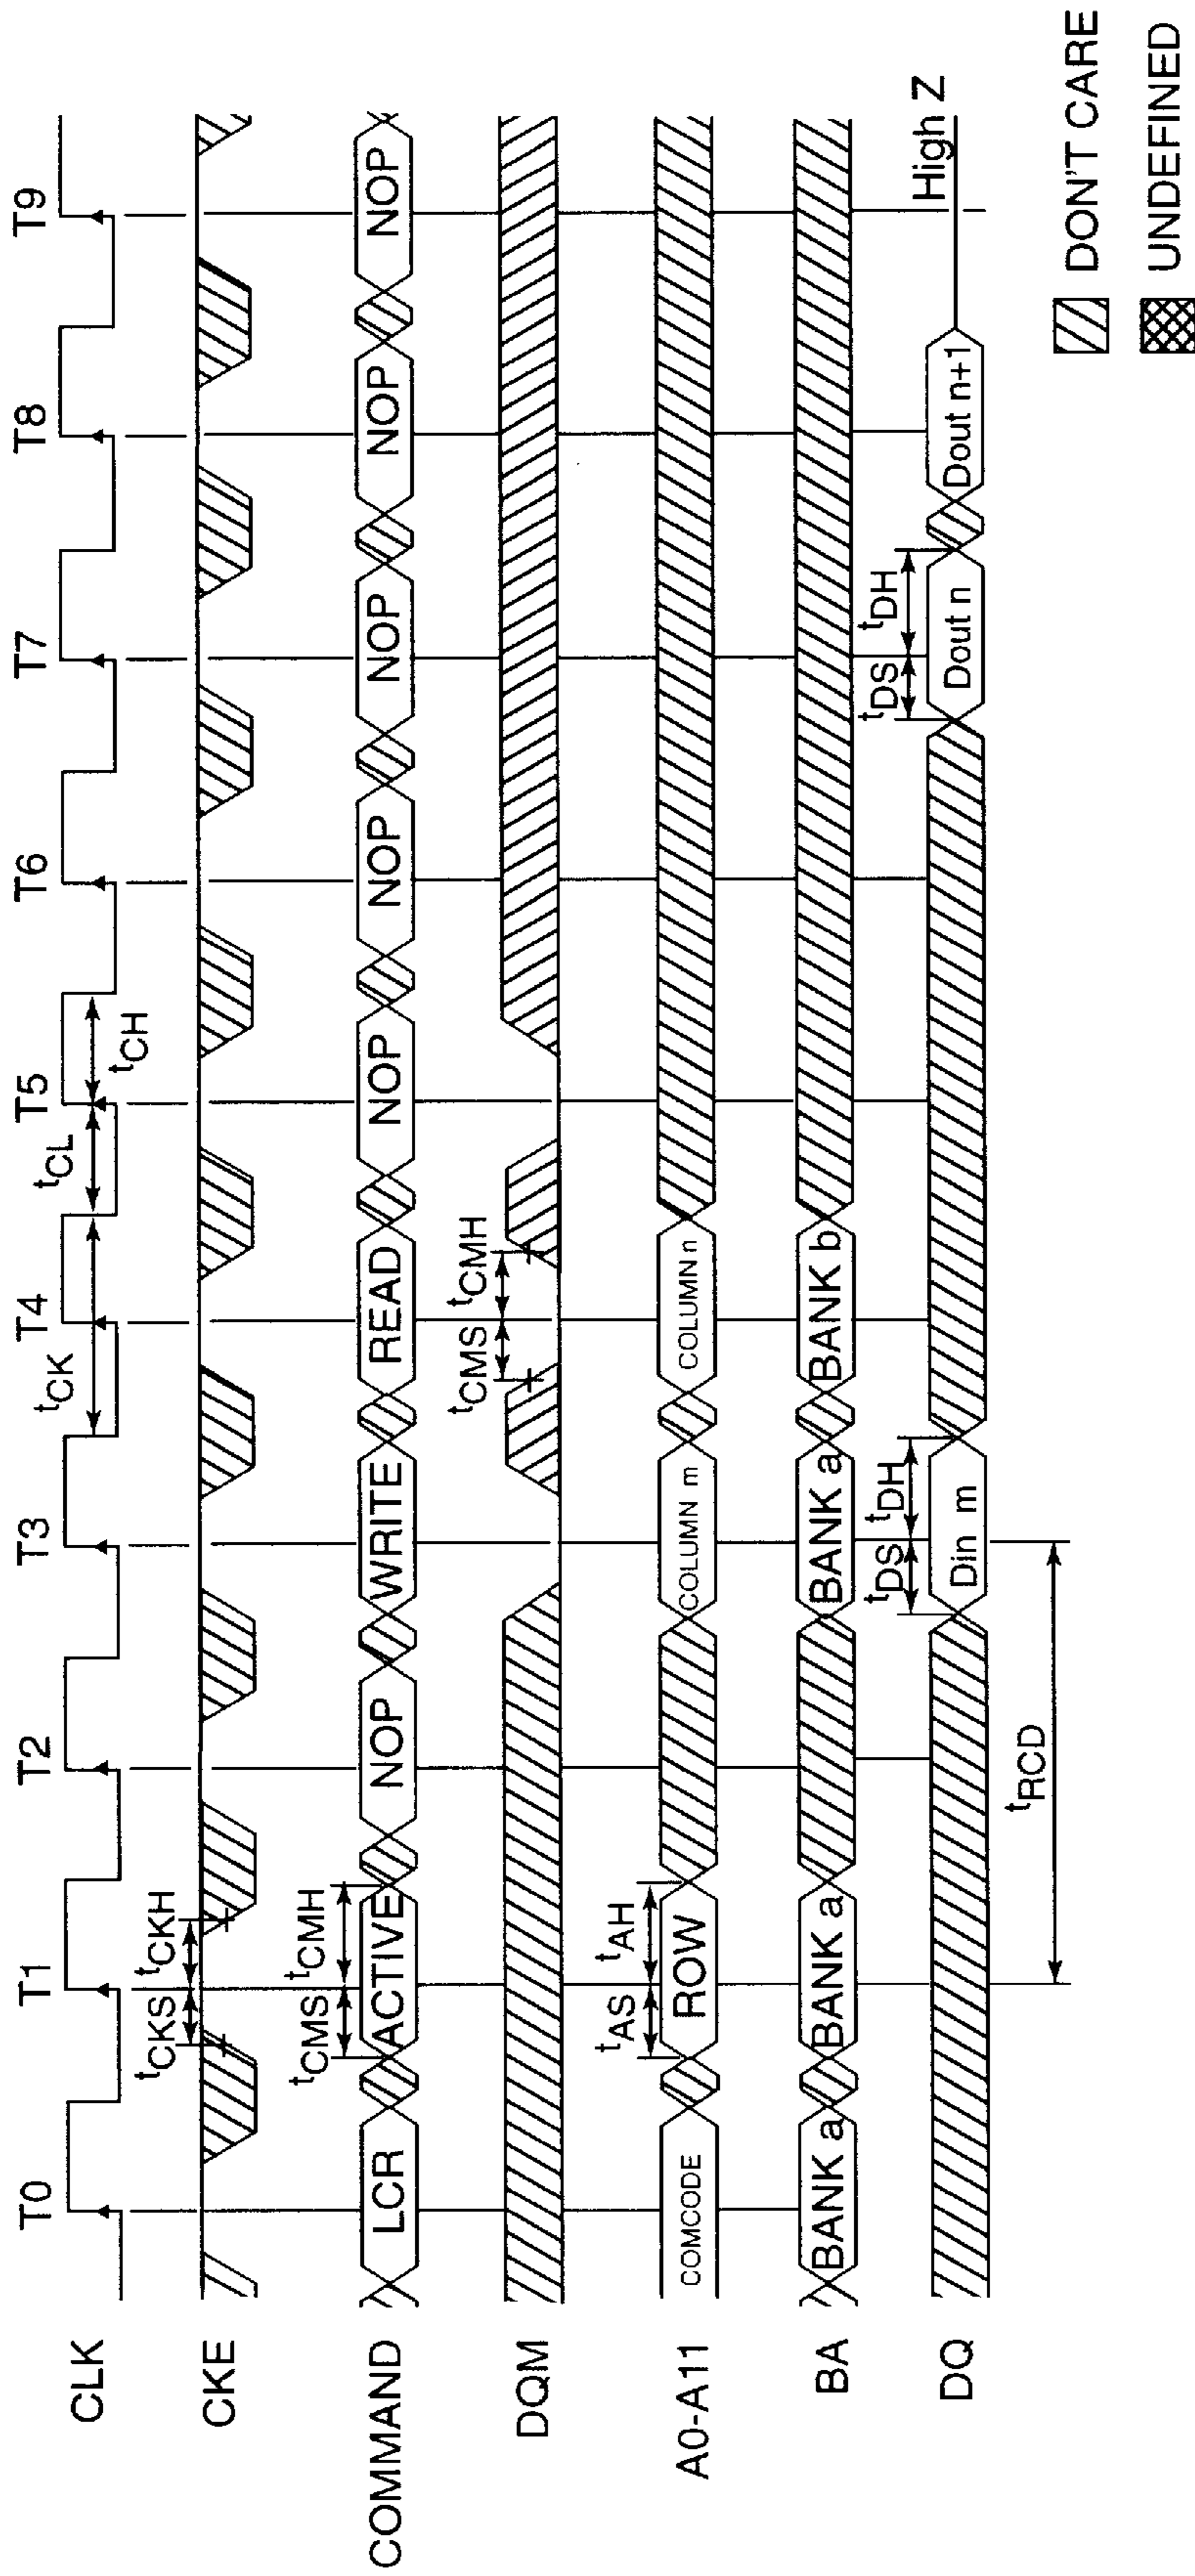 T0 T1 T2 T3 T4 T5 T6 T7 T8 T9
CLK
tCK tCL tCH
CKE
tCKS tCKH
COMMAND LCR ACTIVE NOP WRITE READ NOP NOP NOP NOP NOP
tCMS tCMH
DQM
tCMS tCMH
A0-A11 COMCODE ROW COLUMN m COLUMN n
tAS tAH
BA BANK a BANK a BANK a BANK b
DQ Din m Dout n Dout n+1 High Z
tDS tDH tDS tDH
tRCD
DON'T CARE
UNDEFINED